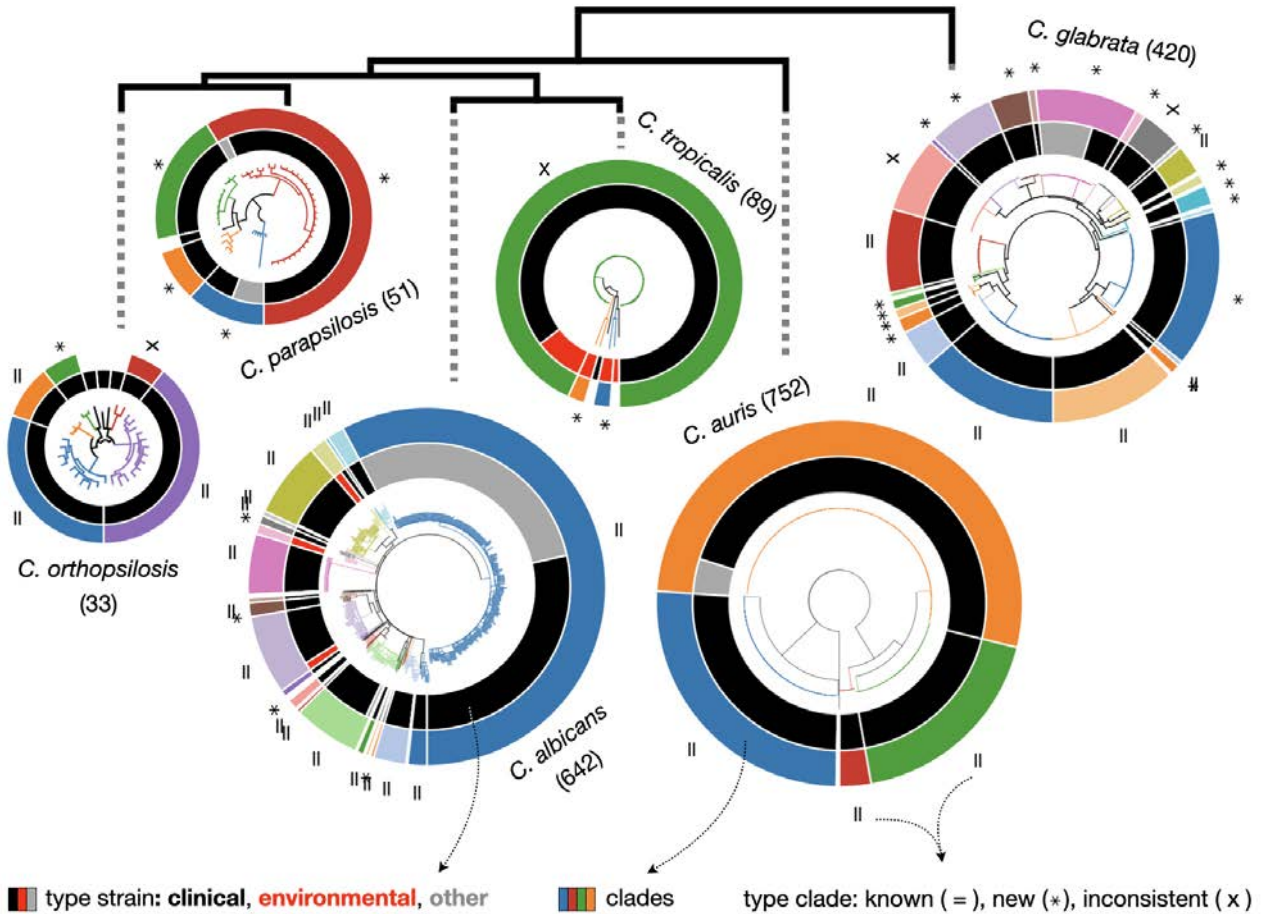 C. glabrata (420)
C. tropicalis (89)
C. parapsilosis (51)
C. auris (752)
C. orthopsilosis
(33)
C. albicans
(642)
type strain: clinical, environmental, other
clades
type clade: known ( = ), new (*), inconsistent ( x )